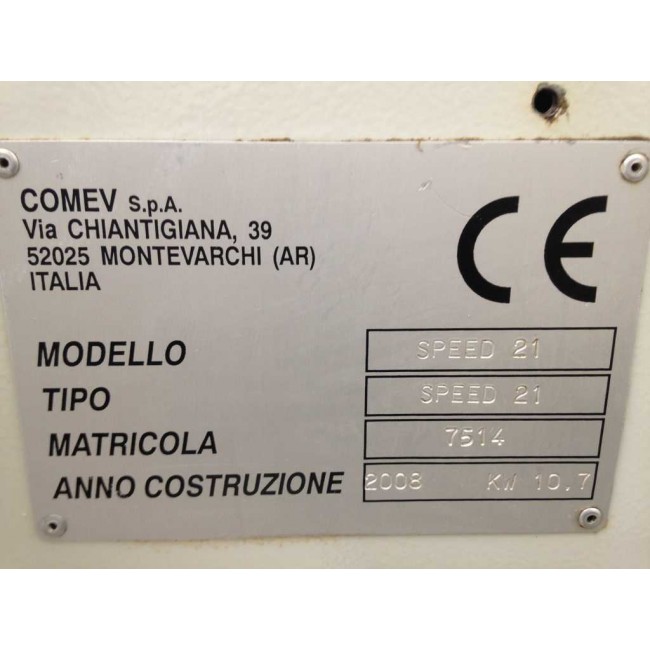 COMEV S.p.A.
Via CHIANTIGIANA, 39
52025 MONTEVARCHI (AR)
ITALIA
CE
MODELLO SPEED 21
TIPO SPEED 21
MATRICOLA 7514
ANNO COSTRUZIONE 2008 KW 10.7